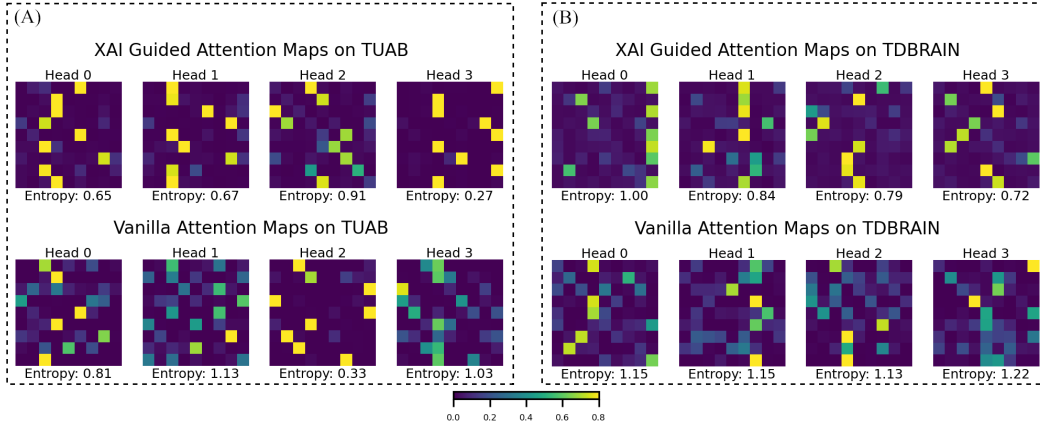 (A)
XAI Guided Attention Maps on TUAB
Head 0 Head 1 Head 2 Head 3
Entropy: 0.65 Entropy: 0.67 Entropy: 0.91 Entropy: 0.27
Vanilla Attention Maps on TUAB
Head 0 Head 1 Head 2 Head 3
Entropy: 0.81 Entropy: 1.13 Entropy: 0.33 Entropy: 1.03
(B)
XAI Guided Attention Maps on TDBRAIN
Head 0 Head 1 Head 2 Head 3
Entropy: 1.00 Entropy: 0.84 Entropy: 0.79 Entropy: 0.72
Vanilla Attention Maps on TDBRAIN
Head 0 Head 1 Head 2 Head 3
Entropy: 1.15 Entropy: 1.15 Entropy: 1.13 Entropy: 1.22
0.0 0.2 0.4 0.6 0.8